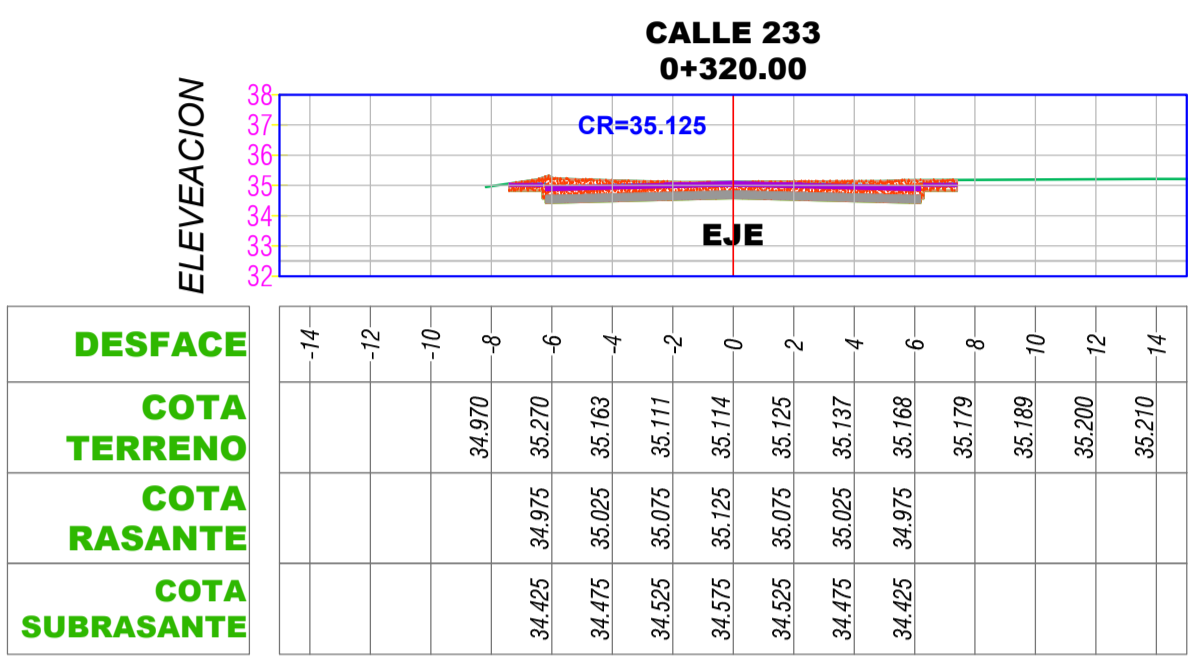 CALLE 233
0+320.00
ELEVEACION
38
37
36
35
34
33
32
CR=35.125
EJE
DESFACE -14 -12 -10 -8 -6 -4 -2 0 2 4 6 8 10 12 14
COTA
TERRENO 34.970 35.270 35.163 35.111 35.114 35.125 35.137 35.168 35.179 35.189 35.200 35.210
COTA
RASANTE 34.975 35.025 35.075 35.125 35.075 35.025 34.975
COTA
SUBRASANTE 34.425 34.475 34.525 34.575 34.525 34.475 34.425